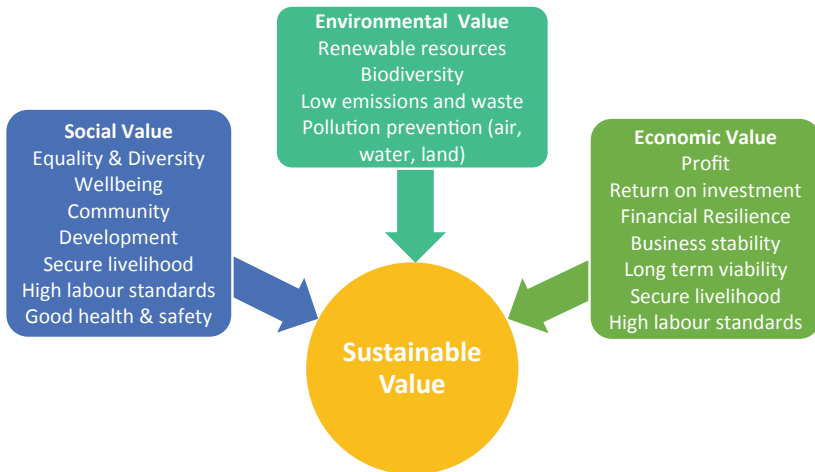 Environmental Value
Renewable resources
Biodiversity
Low emissions and waste
Pollution prevention (air,
water, land)
Social Value
Equality & Diversity
Wellbeing
Community
Development
Secure livelihood
High labour standards
Good health & safety
Economic Value
Profit
Return on investment
Financial Resilience
Business stability
Long term viability
Secure livelihood
High labour standards
Sustainable
Value